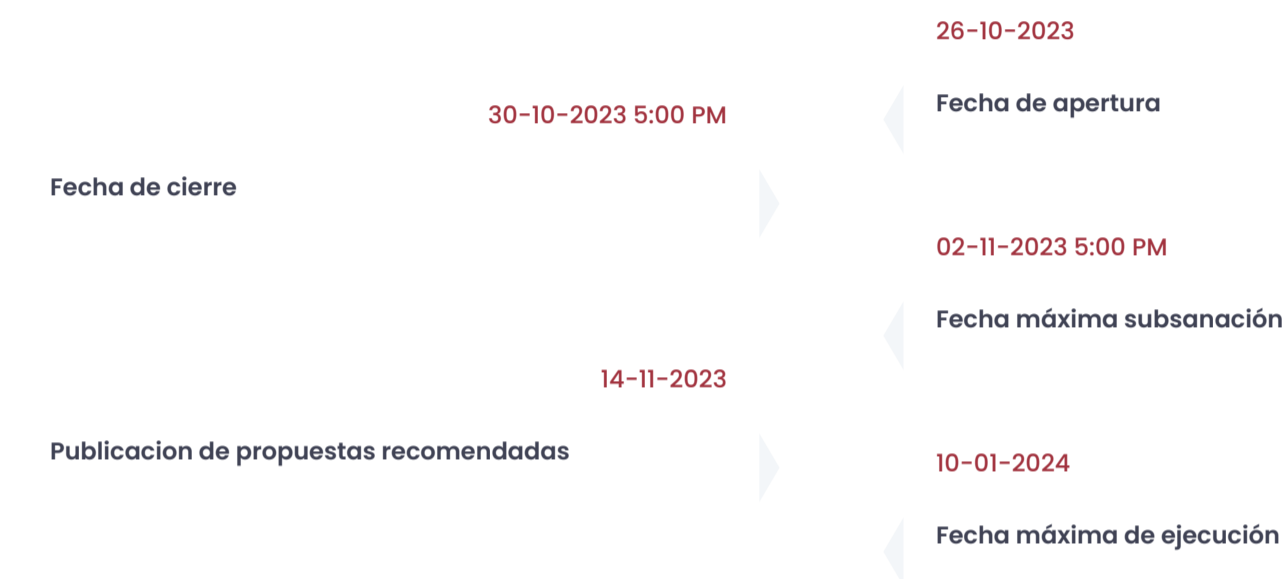 26-10-2023
Fecha de apertura
30-10-2023 5:00 PM
Fecha de cierre
02-11-2023 5:00 PM
Fecha máxima subsanación
14-11-2023
Publicacion de propuestas recomendadas
10-01-2024
Fecha máxima de ejecución